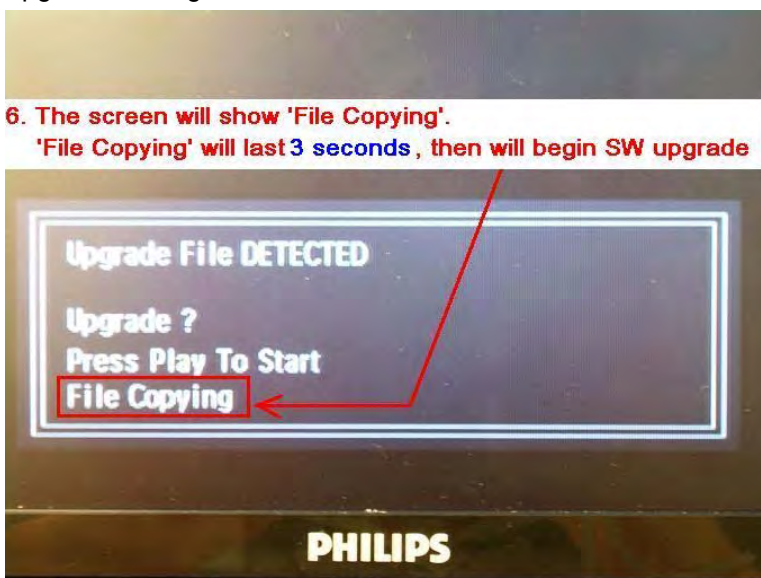 6. The screen will show 'File Copying'.
'File Copying' will last 3 seconds, then will begin SW upgrade
Upgrade File DETECTED
Upgrade ?
Press Play To Start
File Copying
PHILIPS